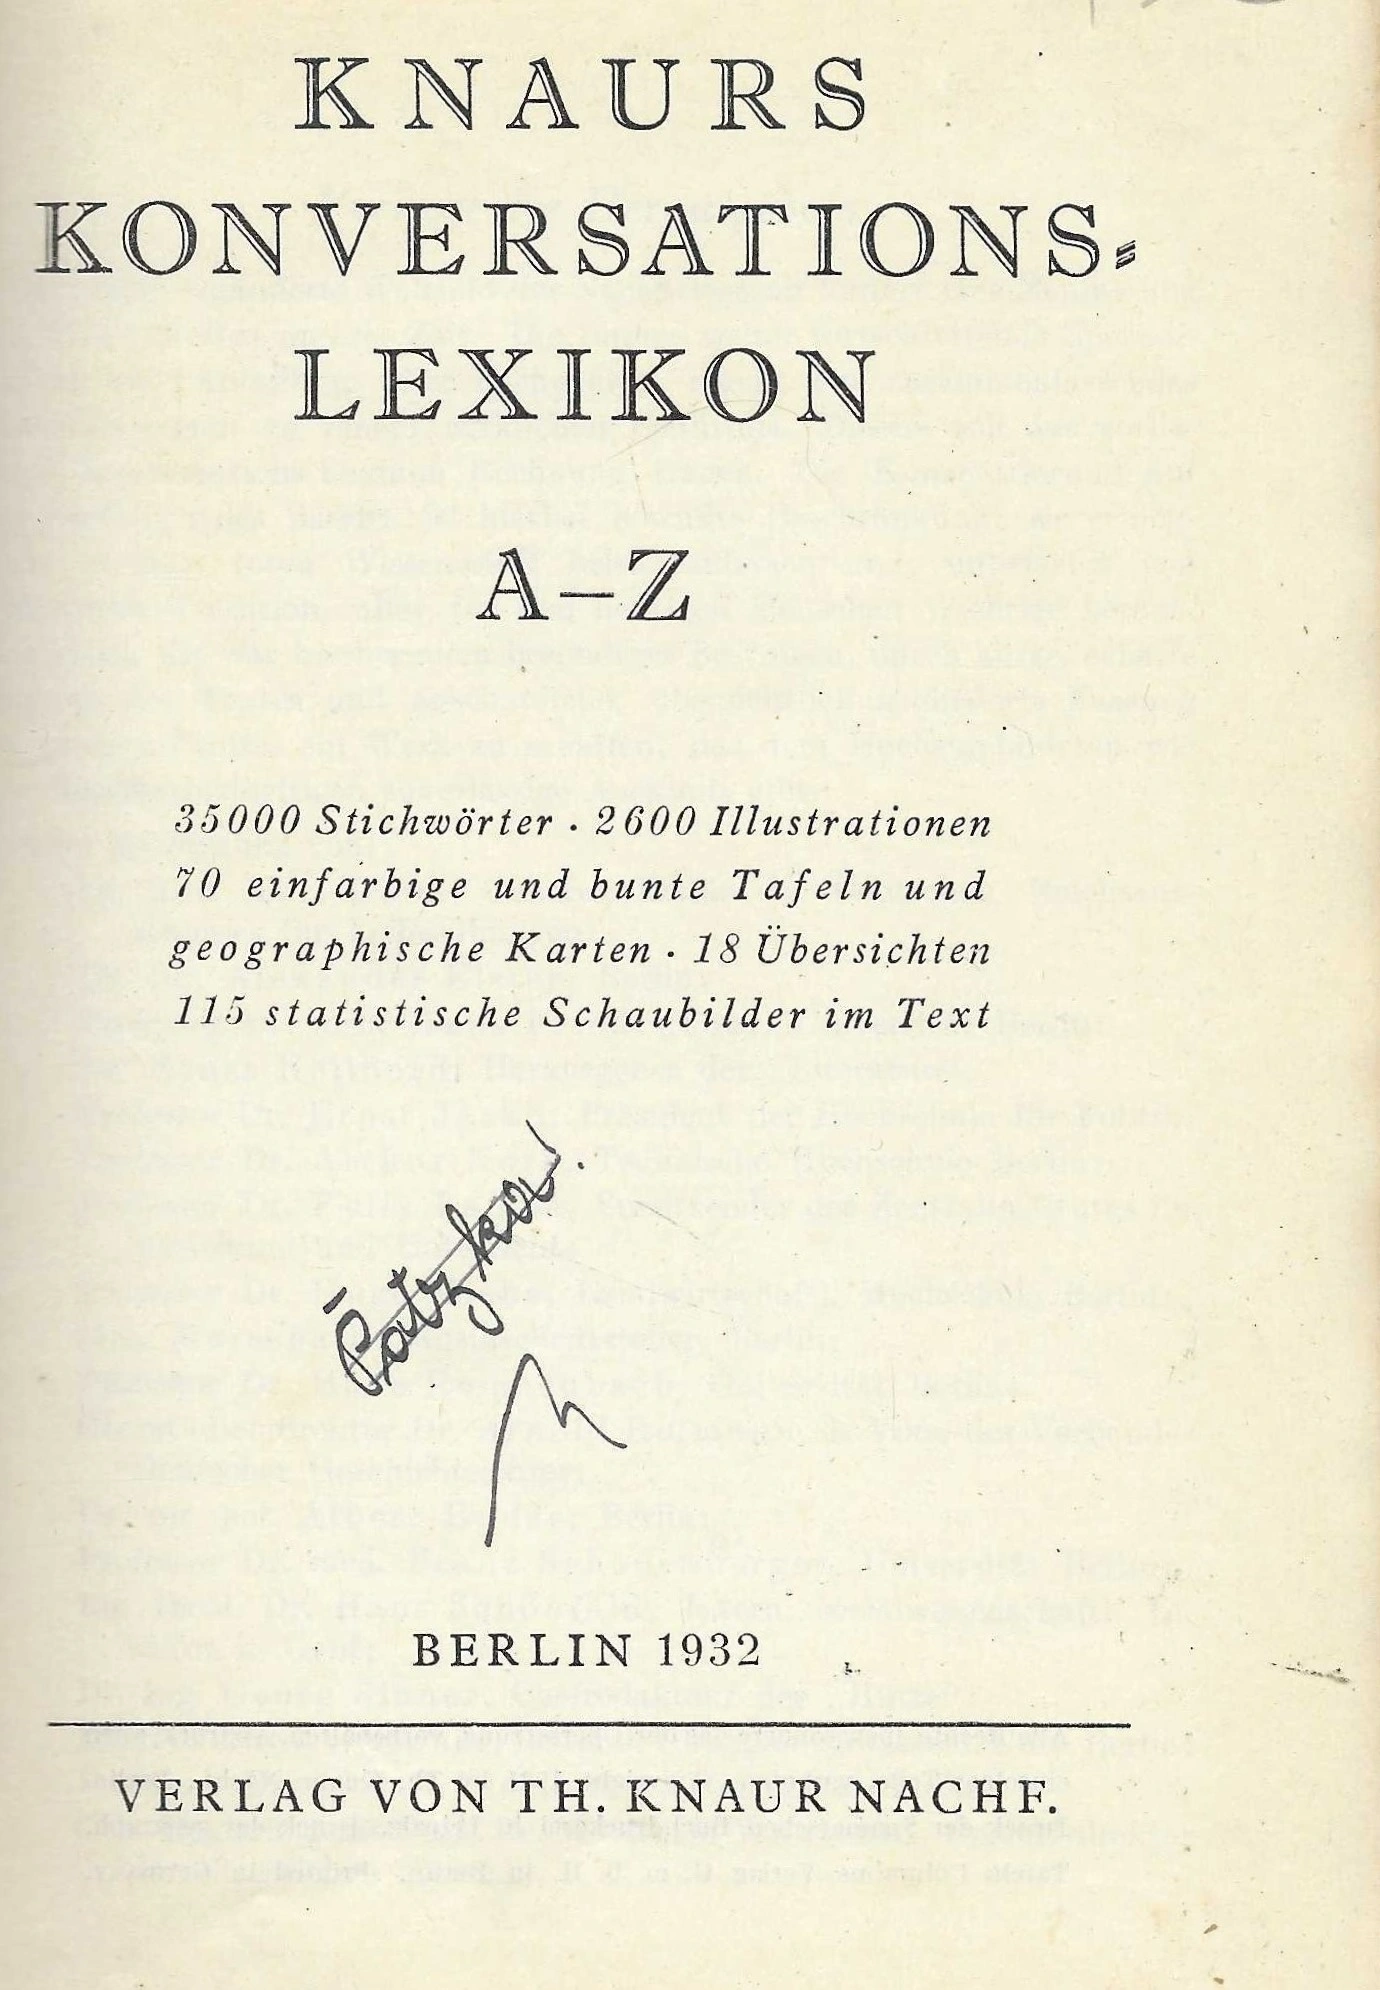 KNAURS
KONVERSATIONS-
LEXIKON
A–Z
35000 Stichwörter · 2600 Illustrationen
70 einfarbige und bunte Tafeln und
geographische Karten · 18 Übersichten
115 statistische Schaubilder im Text
BERLIN 1932
VERLAG VON TH. KNAUR NACHF.